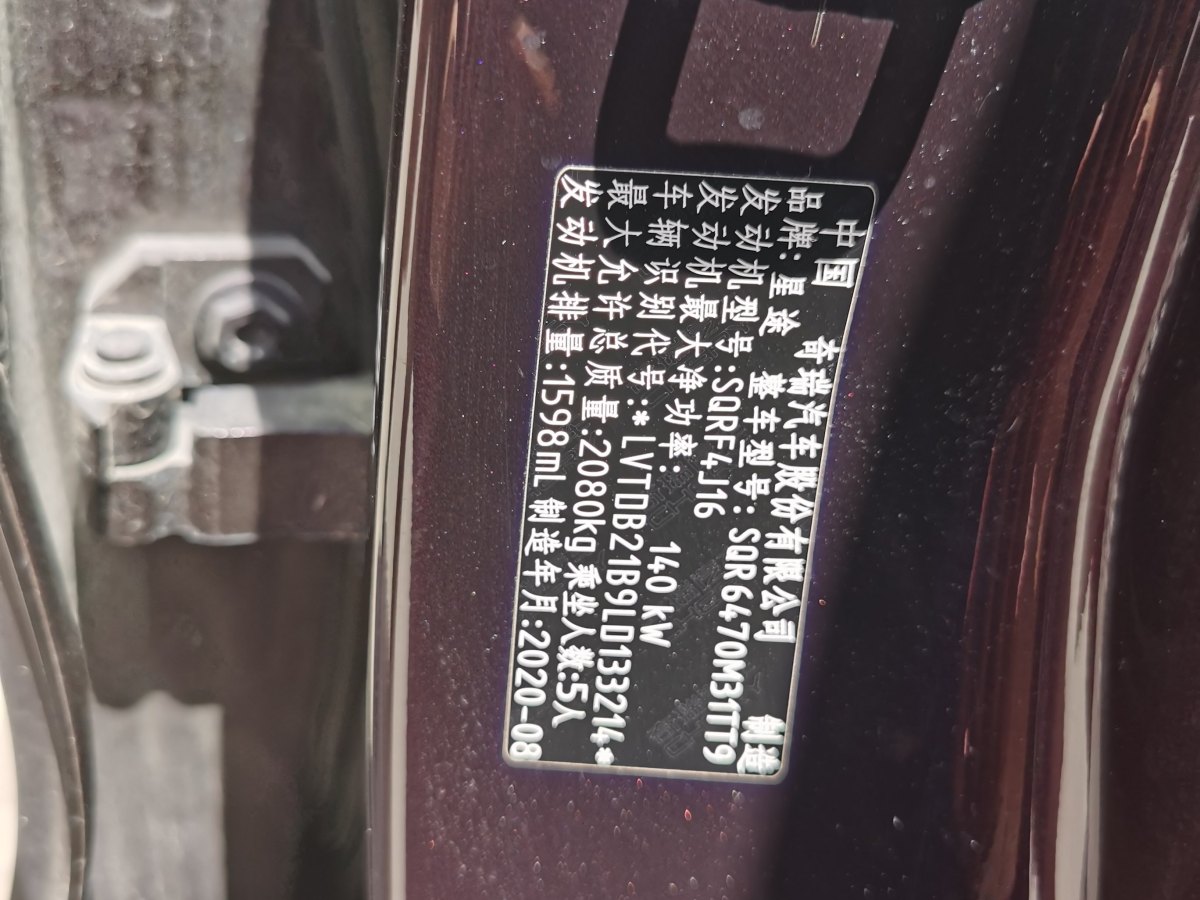 中国 奇瑞汽车股份有限公司 制造
品牌:星途 整车型号:SQR6470M31TT9
发动机型号:SQRF4J16
发动机最大净功率: 140 kW
车辆识别代号:*LVTDB21B9LD133214*
最大允许总质量:2080kg 乘坐人数:5人
发动机排量:1598mL 制造年月:2020-08